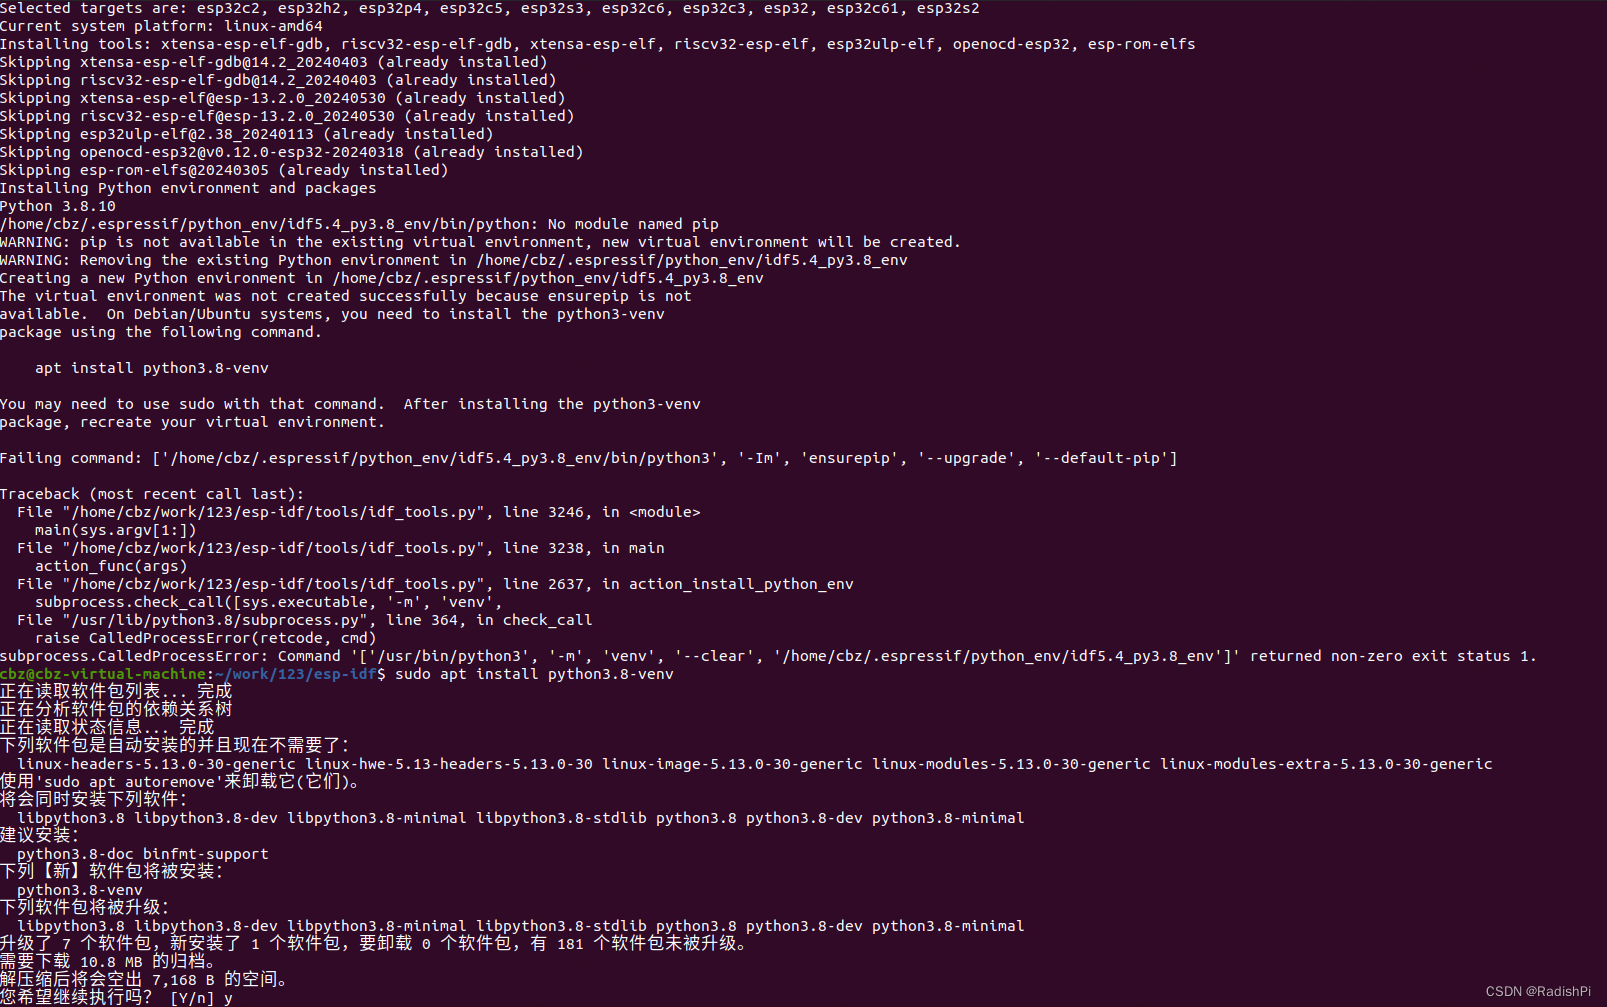 Selected targets are: esp32c2, esp32h2, esp32p4, esp32c5, esp32s3, esp32c6, esp32c3, esp32, esp32c61, esp32s2
Current system platform: linux-amd64
Installing tools: xtensa-esp-elf-gdb, riscv32-esp-elf-gdb, xtensa-esp-elf, riscv32-esp-elf, esp32ulp-elf, openocd-esp32, esp-rom-elfs
Skipping xtensa-esp-elf-gdb@14.2_20240403 (already installed)
Skipping riscv32-esp-elf-gdb@14.2_20240403 (already installed)
Skipping xtensa-esp-elf@esp-13.2.0_20240530 (already installed)
Skipping riscv32-esp-elf@esp-13.2.0_20240530 (already installed)
Skipping esp32ulp-elf@2.38_20240113 (already installed)
Skipping openocd-esp32@v0.12.0-esp32-20240318 (already installed)
Skipping esp-rom-elfs@20240305 (already installed)
Installing Python environment and packages
Python 3.8.10
/home/cbz/.espressif/python_env/idf5.4_py3.8_env/bin/python: No module named pip
WARNING: pip is not available in the existing virtual environment, new virtual environment will be created.
WARNING: Removing the existing Python environment in /home/cbz/.espressif/python_env/idf5.4_py3.8_env
Creating a new Python environment in /home/cbz/.espressif/python_env/idf5.4_py3.8_env
The virtual environment was not created successfully because ensurepip is not
available.  On Debian/Ubuntu systems, you need to install the python3-venv
package using the following command.
    apt install python3.8-venv
You may need to use sudo with that command.  After installing the python3-venv
package, recreate your virtual environment.
Failing command: ['/home/cbz/.espressif/python_env/idf5.4_py3.8_env/bin/python3', '-Im', 'ensurepip', '--upgrade', '--default-pip']
Traceback (most recent call last):
  File "/home/cbz/work/123/esp-idf/tools/idf_tools.py", line 3246, in <module>
    main(sys.argv[1:])
  File "/home/cbz/work/123/esp-idf/tools/idf_tools.py", line 3238, in main
    action_func(args)
  File "/home/cbz/work/123/esp-idf/tools/idf_tools.py", line 2637, in action_install_python_env
    subprocess.check_call([sys.executable, '-m', 'venv',
  File "/usr/lib/python3.8/subprocess.py", line 364, in check_call
    raise CalledProcessError(retcode, cmd)
subprocess.CalledProcessError: Command '['/usr/bin/python3', '-m', 'venv', '--clear', '/home/cbz/.espressif/python_env/idf5.4_py3.8_env']' returned non-zero exit status 1.
cbz@cbz-virtual-machine:~/work/123/esp-idf$ sudo apt install python3.8-venv
正在读取软件包列表... 完成
正在分析软件包的依赖关系树
正在读取状态信息... 完成
下列软件包是自动安装的并且现在不需要了：
  linux-headers-5.13.0-30-generic linux-hwe-5.13-headers-5.13.0-30 linux-image-5.13.0-30-generic linux-modules-5.13.0-30-generic linux-modules-extra-5.13.0-30-generic
使用'sudo apt autoremove'来卸载它(它们)。
将会同时安装下列软件：
  libpython3.8 libpython3.8-dev libpython3.8-minimal libpython3.8-stdlib python3.8 python3.8-dev python3.8-minimal
建议安装：
  python3.8-doc binfmt-support
下列【新】软件包将被安装：
  python3.8-venv
下列软件包将被升级：
  libpython3.8 libpython3.8-dev libpython3.8-minimal libpython3.8-stdlib python3.8 python3.8-dev python3.8-minimal
升级了 7 个软件包，新安装了 1 个软件包，要卸载 0 个软件包，有 181 个软件包未被升级。
需要下载 10.8 MB 的归档。
解压缩后将会空出 7,168 B 的空间。
您希望继续执行吗？ [Y/n] y
CSDN @RadishPi